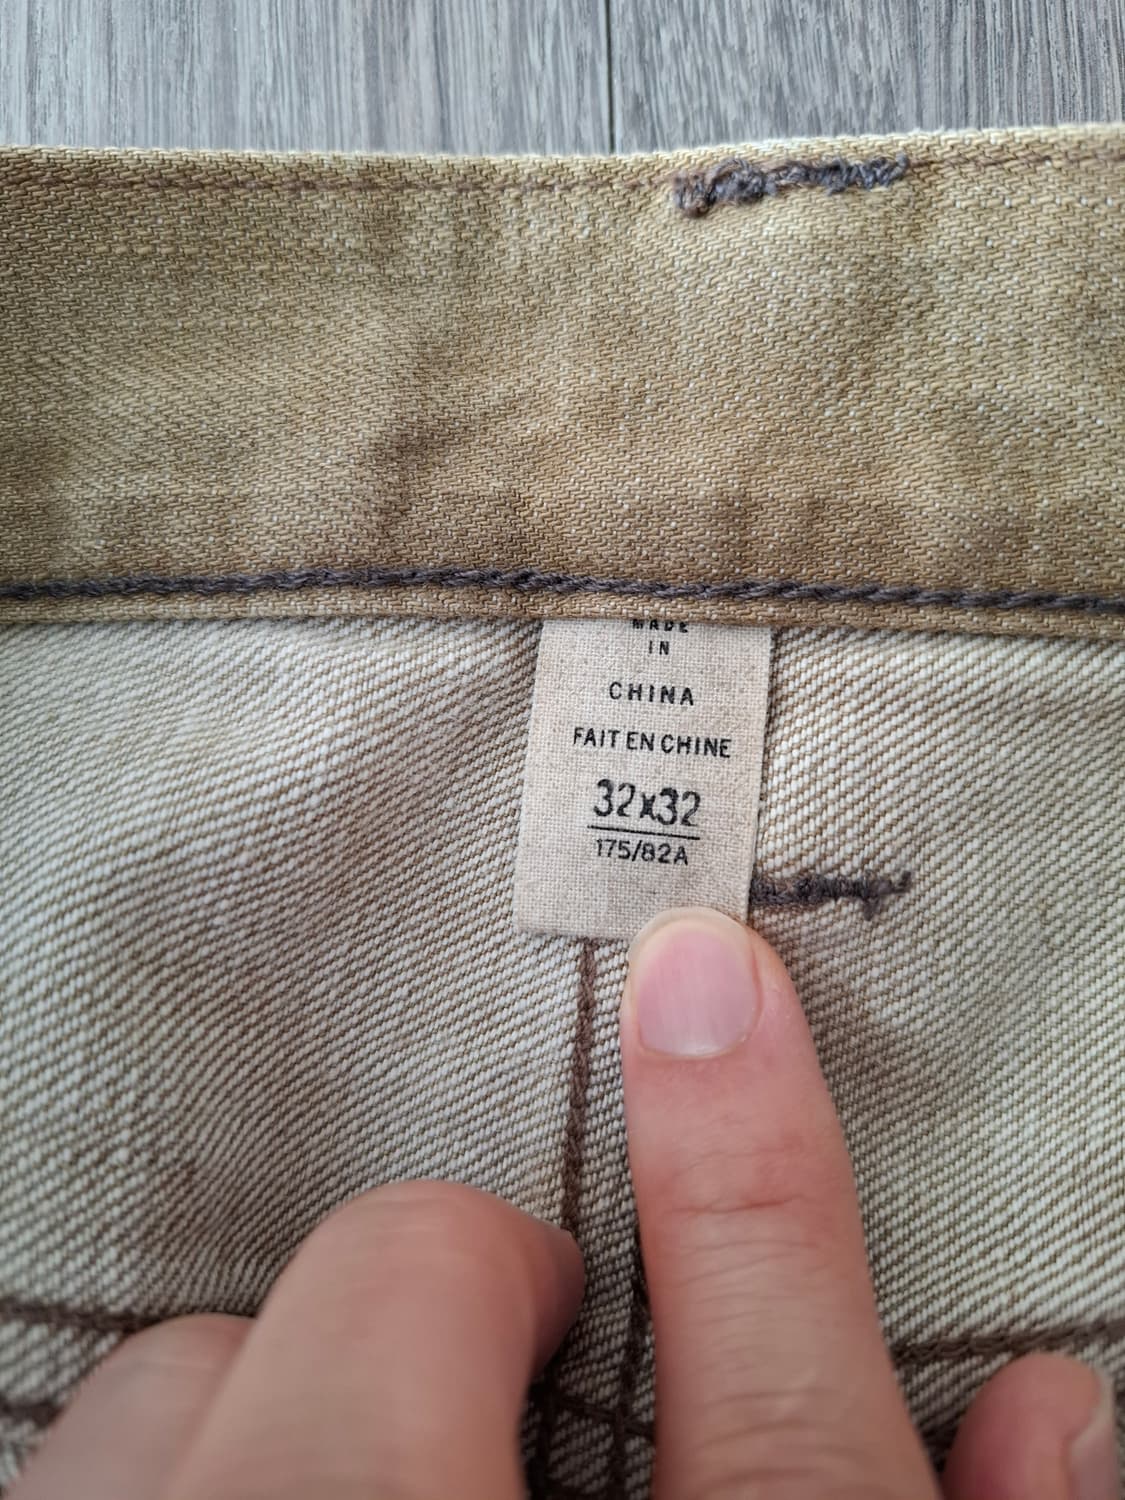 MADE
IN
CHINA
FAIT EN CHINE
32x32
175/82A